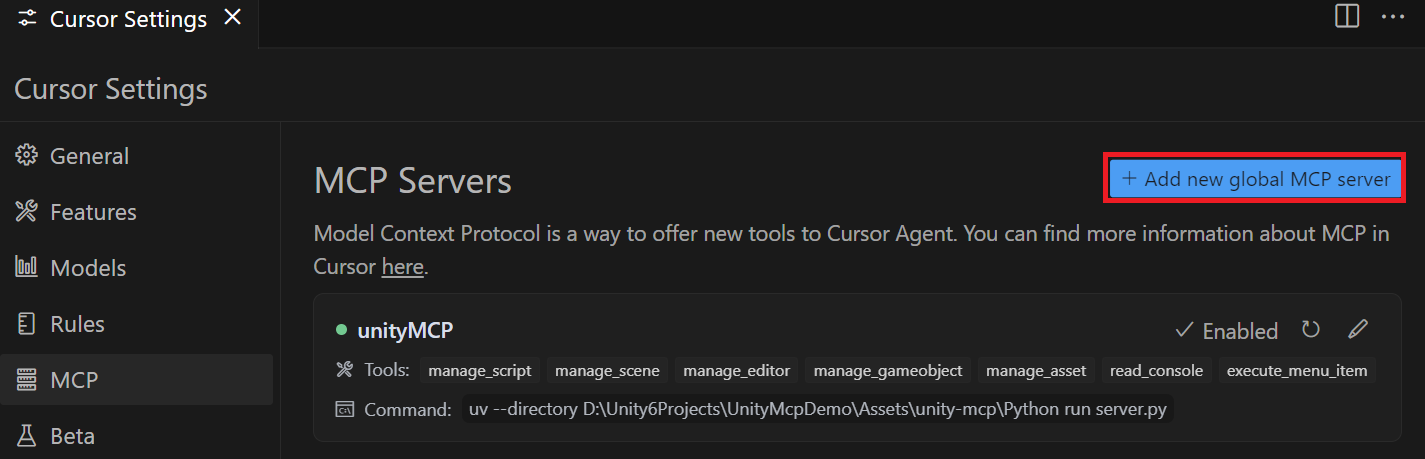 Cursor Settings
Cursor Settings
General
Features
Models
Rules
MCP
Beta
MCP Servers
+ Add new global MCP server
Model Context Protocol is a way to offer new tools to Cursor Agent. You can find more information about MCP in
Cursor here.
unityMCP
Enabled
Tools: manage_script manage_scene manage_editor manage_gameobject manage_asset read_console execute_menu_item
Command: uv --directory D:\Unity6Projects\UnityMcpDemo\Assets\unity-mcp\Python run server.py